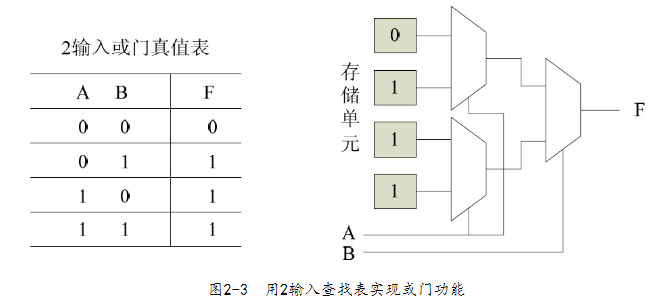 2输入或门真值表
A B F
0 0 0
0 1 1
1 0 1
1 1 1
存储单元
0
1
1
1
A
B
F
图2-3 用2输入查找表实现或门功能